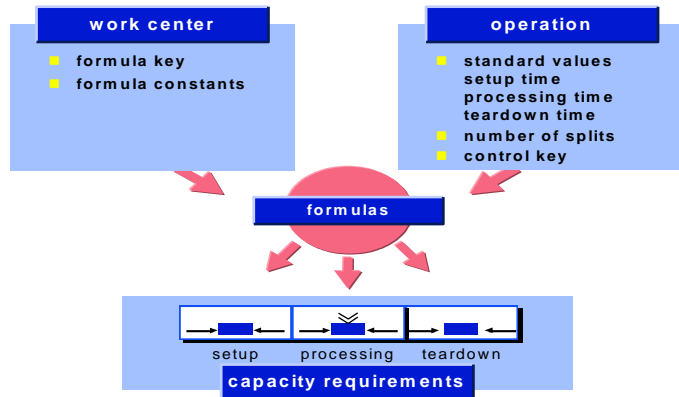 work center
formula key
formula constants
operation
standard values
setup time
processing time
teardown time
number of splits
control key
formulas
setup processing teardown
capacity requirements